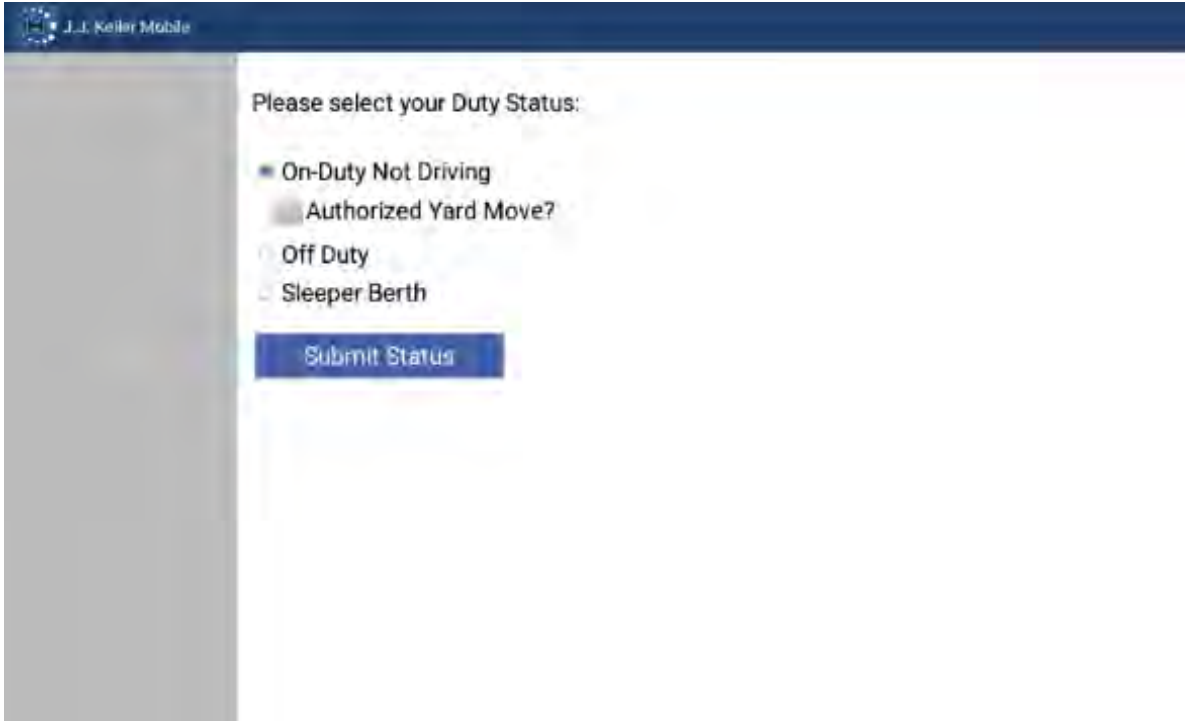 J.J. Keller Mobile
Please select your Duty Status:
On-Duty Not Driving
Authorized Yard Move?
Off Duty
Sleeper Berth
Submit Status